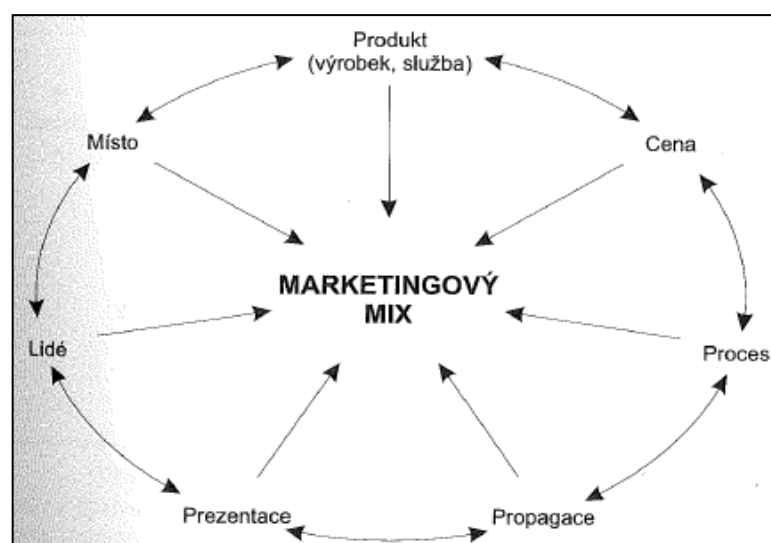 Produkt
(výrobek, služba)
Místo
Cena
MARKETINGOVÝ
MIX
Lidé
Proces
Prezentace
Propagace